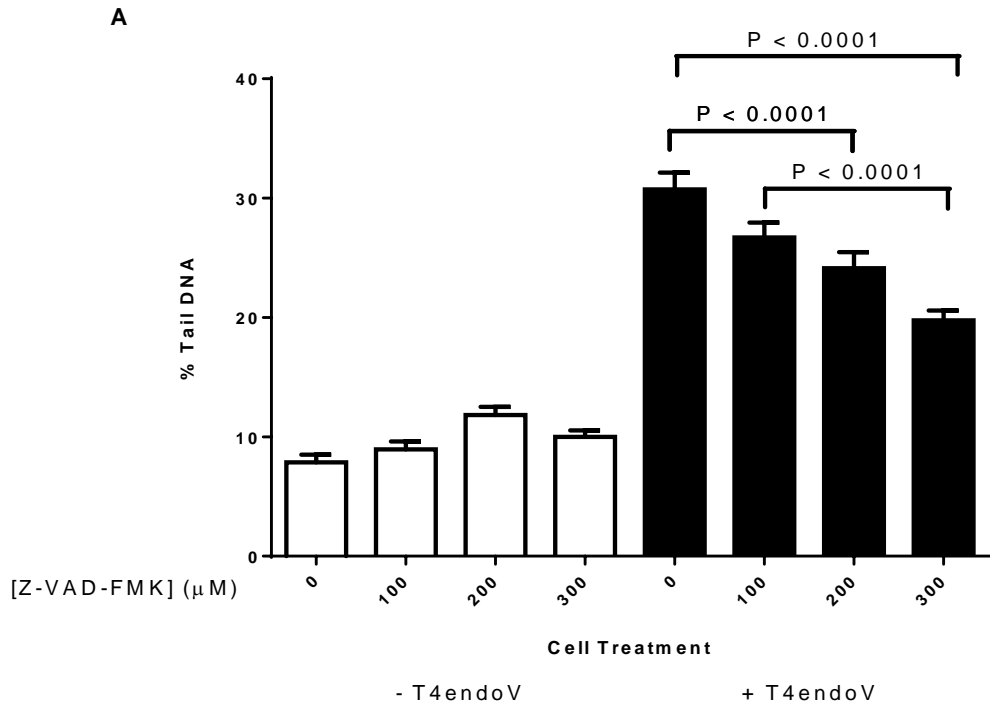 A
P < 0.0001
P < 0.0001
P < 0.0001
40
30
20
10
0
% Tail DNA
[Z-VAD-FMK] (μM)
0 100 200 300 0 100 200 300
Cell Treatment
- T4endoV + T4endoV